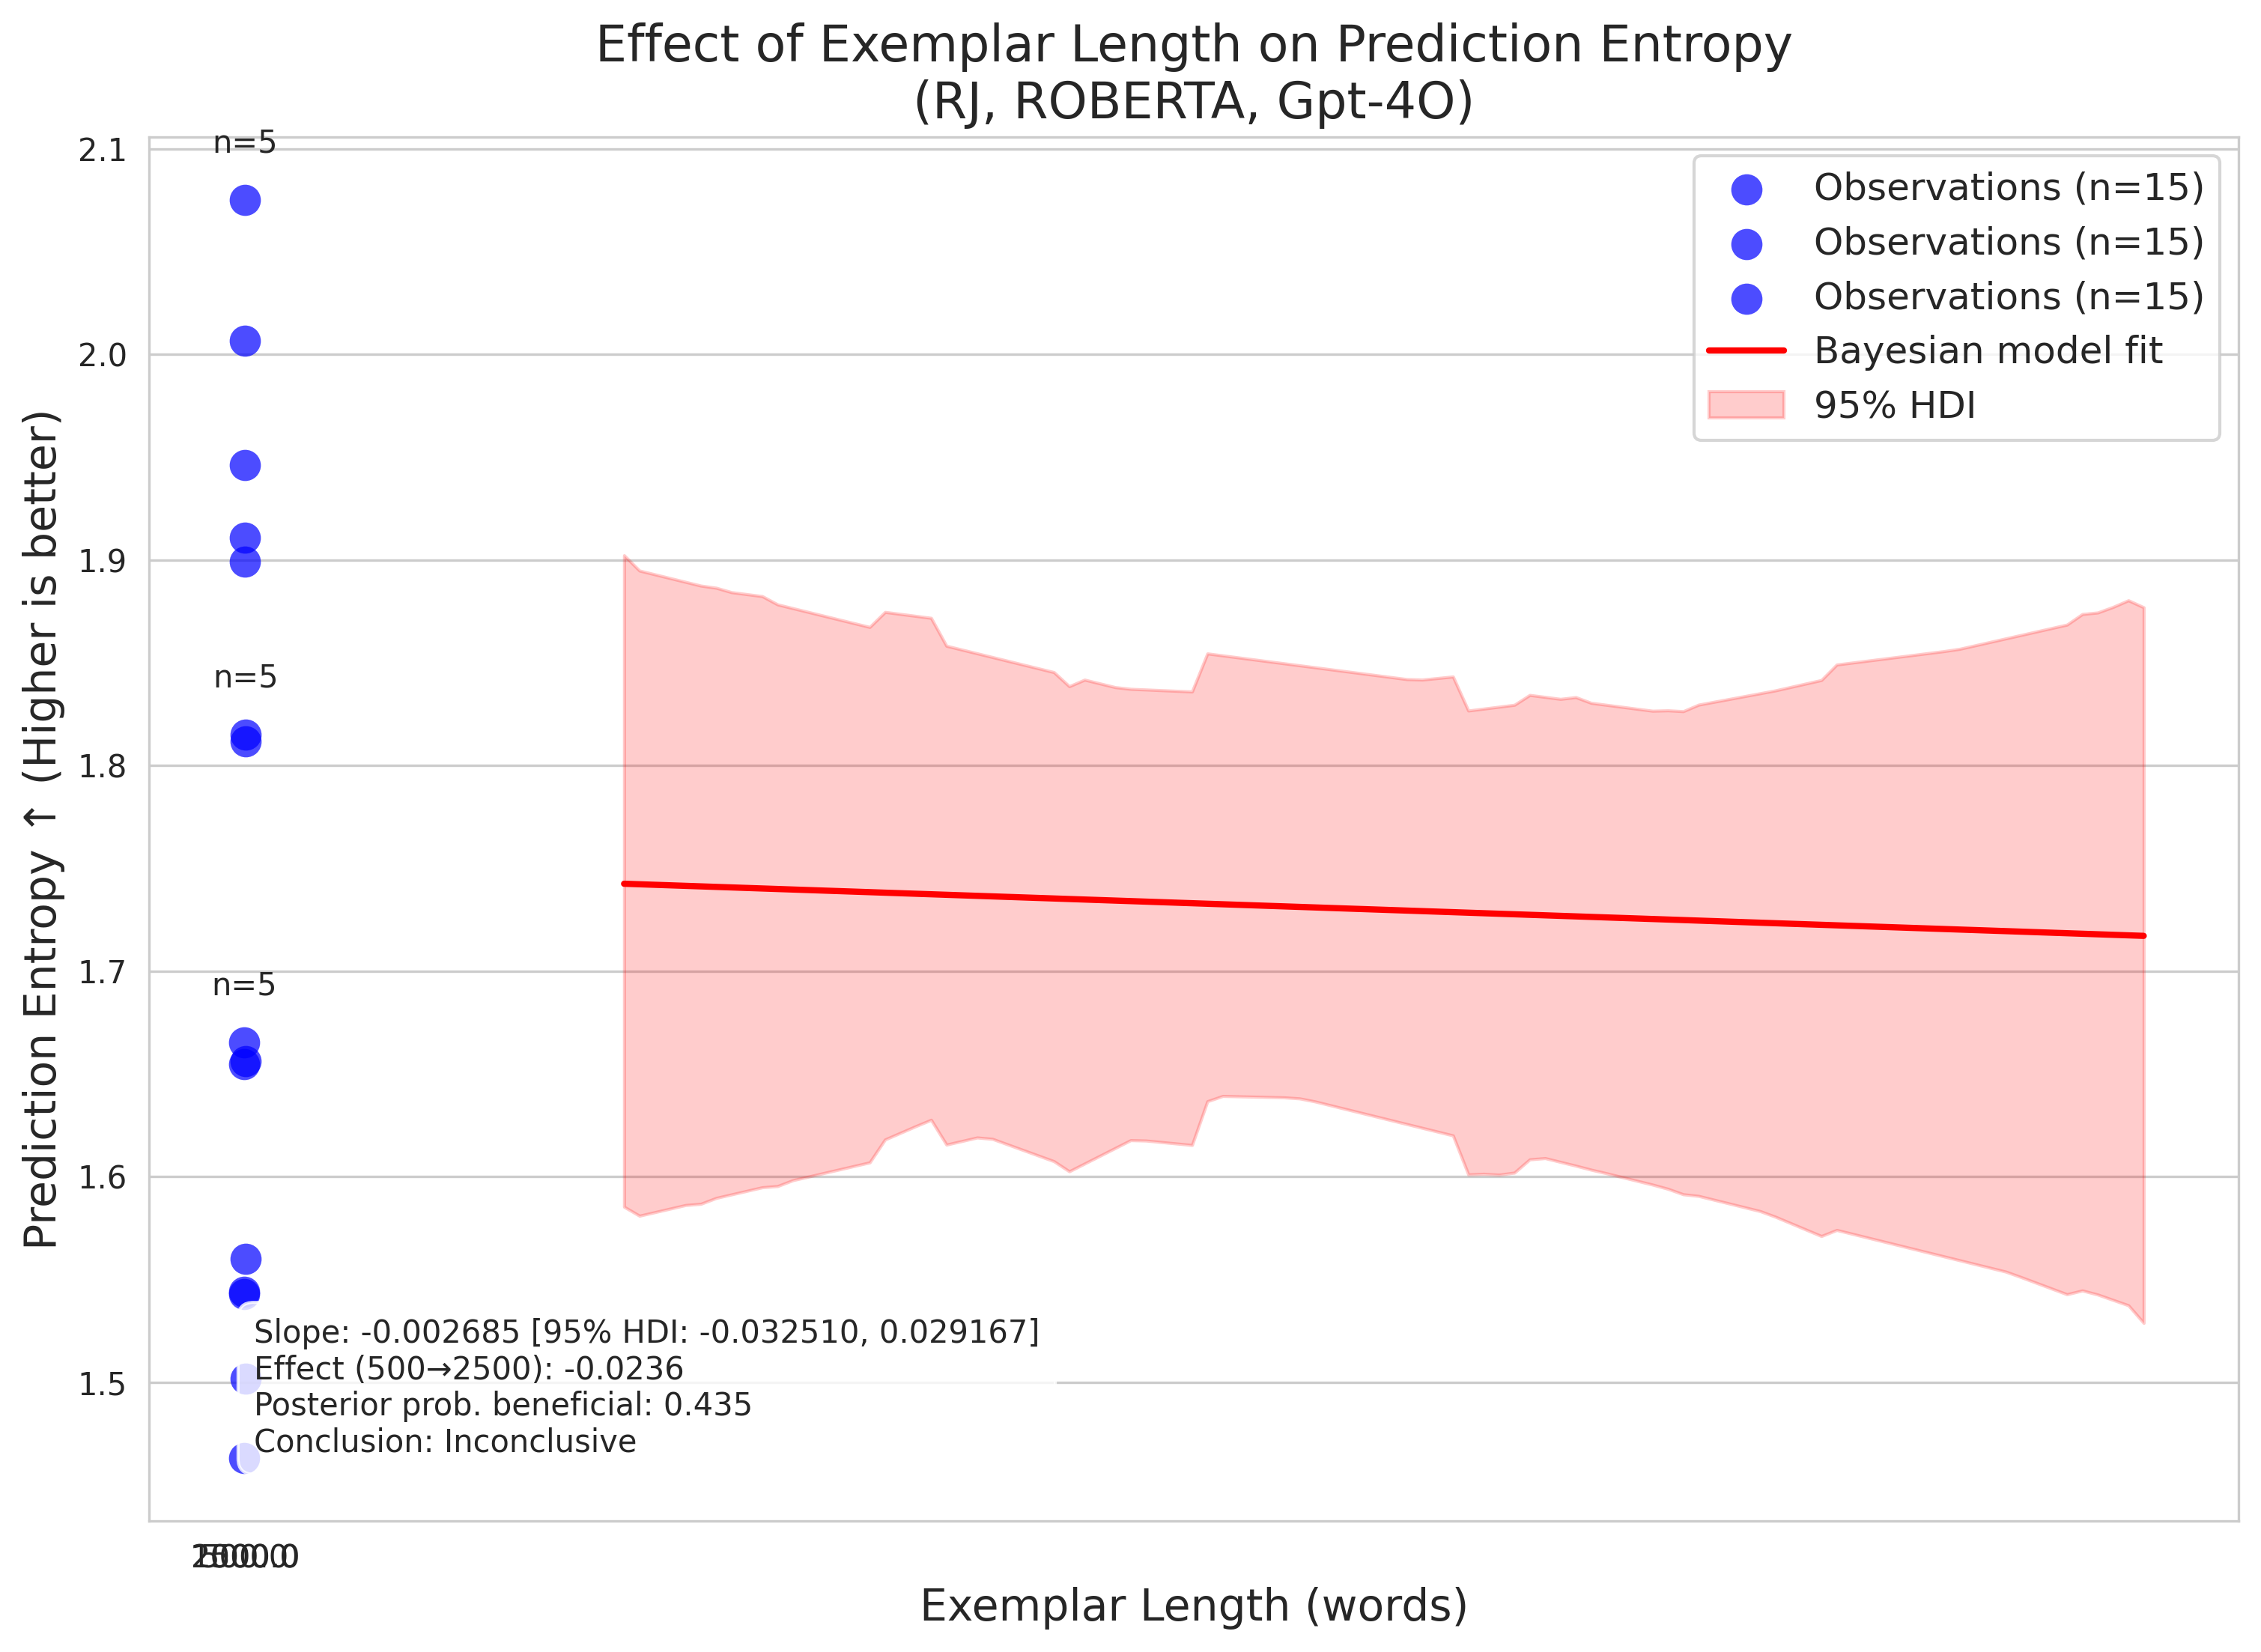 Effect of Exemplar Length on Prediction Entropy
(RJ, ROBERTA, Gpt-4O)
Prediction Entropy ↑ (Higher is better)
2.1
2.0
1.9
1.8
1.7
1.6
1.5
n=5
n=5
n=5
Observations (n=15)
Observations (n=15)
Observations (n=15)
Bayesian model fit
95% HDI
Slope: -0.002685 [95% HDI: -0.032510, 0.029167]
Effect (500→2500): -0.0236
Posterior prob. beneficial: 0.435
Conclusion: Inconclusive
Exemplar Length (words)